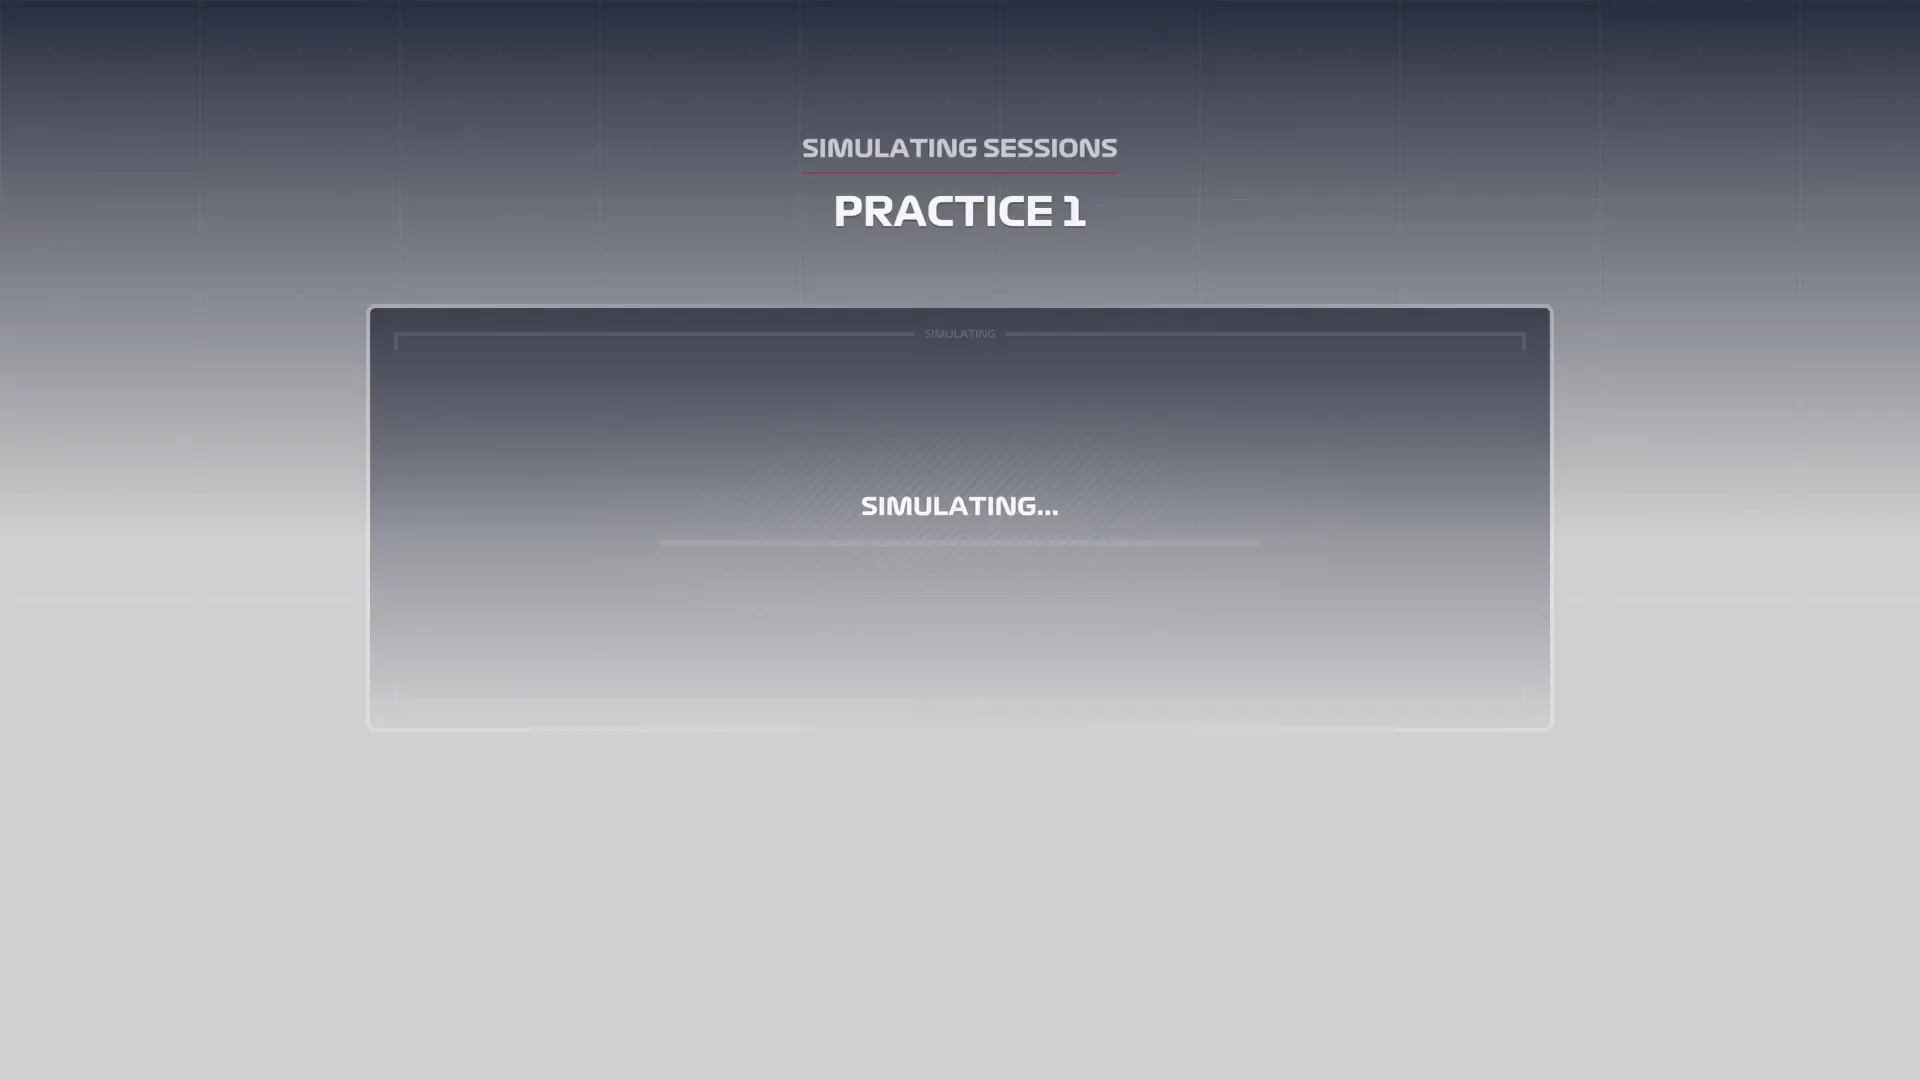 SIMULATING SESSIONS
PRACTICE 1
SIMULATING
SIMULATING...